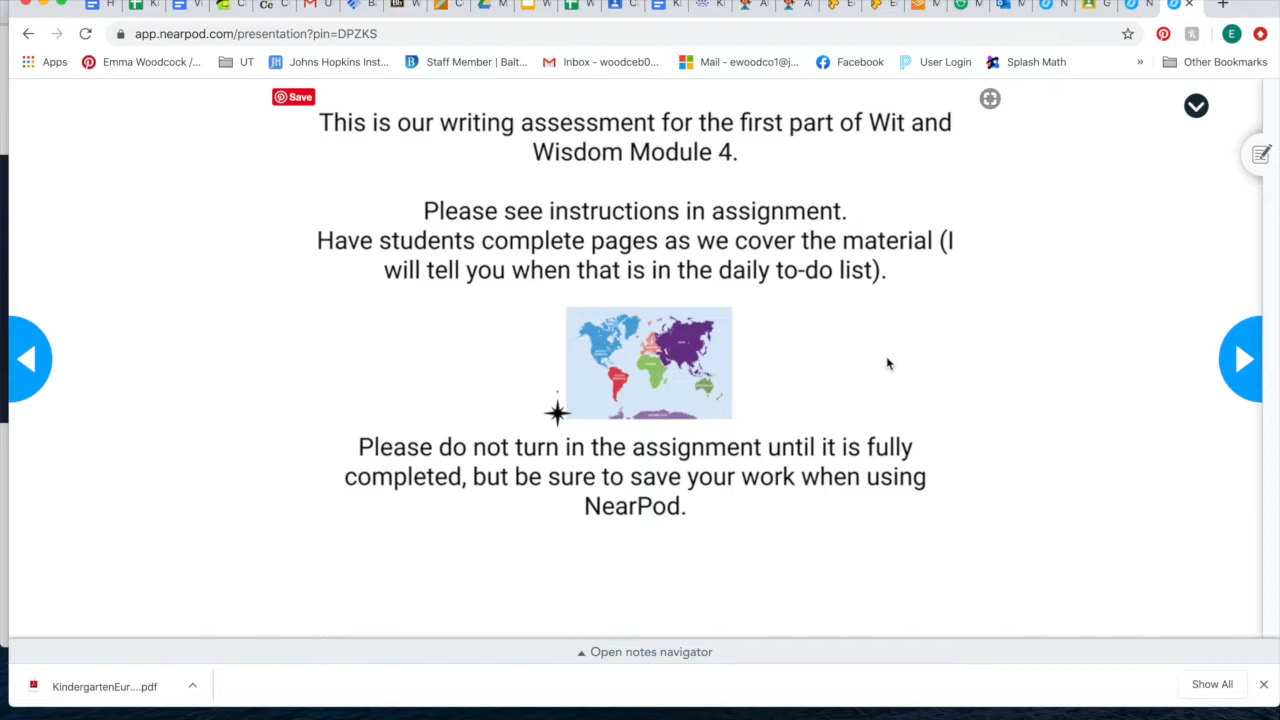 app.nearpod.com/presentation?pin=DPZKS
Apps Emma Woodcock /... UT Johns Hopkins Inst... Staff Member | Balt... Inbox - woodceb0... Mail - ewoodco1@j... Facebook User Login Splash Math » Other Bookmarks
Save
This is our writing assessment for the first part of Wit and
Wisdom Module 4.
Please see instructions in assignment.
Have students complete pages as we cover the material (I
will tell you when that is in the daily to-do list).
Please do not turn in the assignment until it is fully
completed, but be sure to save your work when using
NearPod.
Open notes navigator
KindergartenEur....pdf
Show All